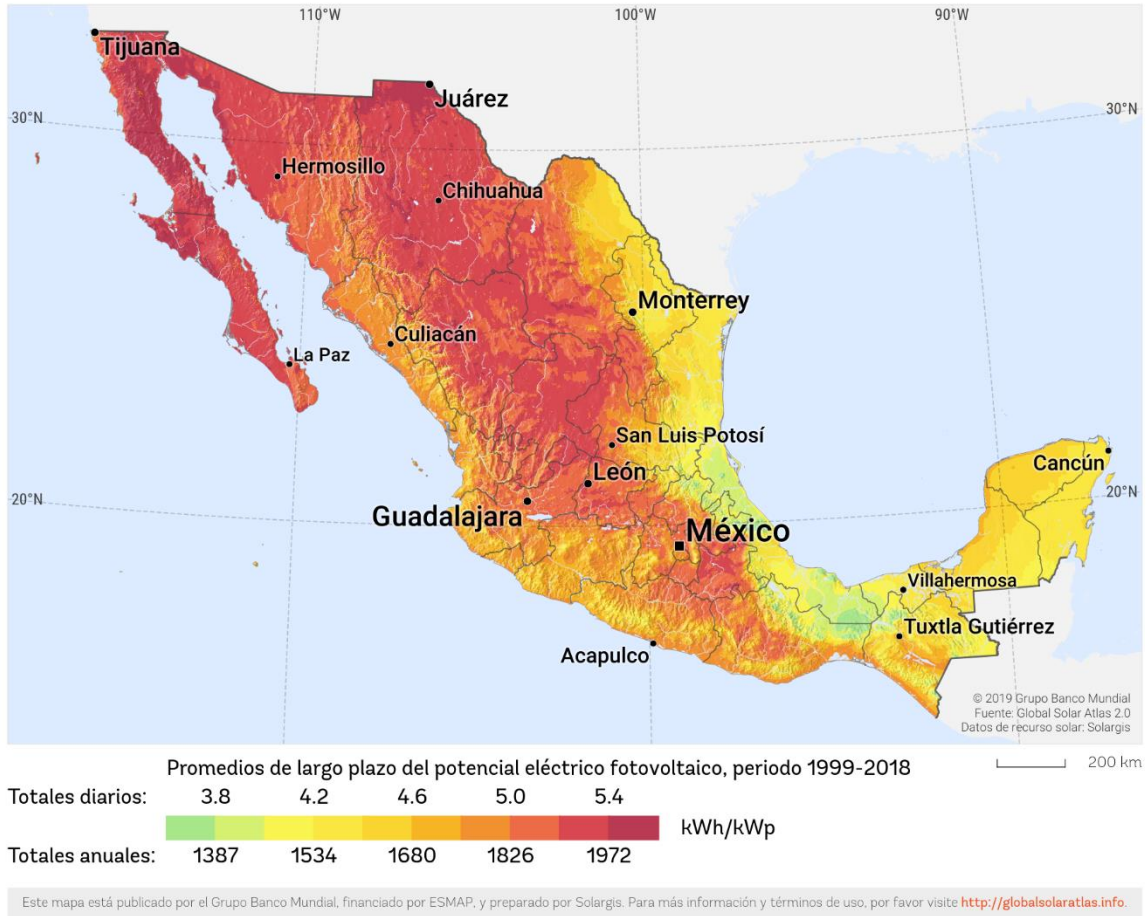 110°W 100°W 90°W
Tijuana
Juárez
30°N 30°N
Hermosillo
Chihuahua
Monterrey
Culiacán
La Paz
San Luis Potosí
León
Cancún
20°N 20°N
Guadalajara
México
Villahermosa
Tuxtla Gutiérrez
Acapulco
© 2019 Grupo Banco Mundial
Fuente: Global Solar Atlas 2.0
Datos de recurso solar: Solargis
Promedios de largo plazo del potencial eléctrico fotovoltaico, periodo 1999-2018
200 km
Totales diarios: 3.8 4.2 4.6 5.0 5.4
kWh/kWp
Totales anuales: 1387 1534 1680 1826 1972
Este mapa está publicado por el Grupo Banco Mundial, financiado por ESMAP, y preparado por Solargis. Para más información y términos de uso, por favor visite http://globalsolaratlas.info.